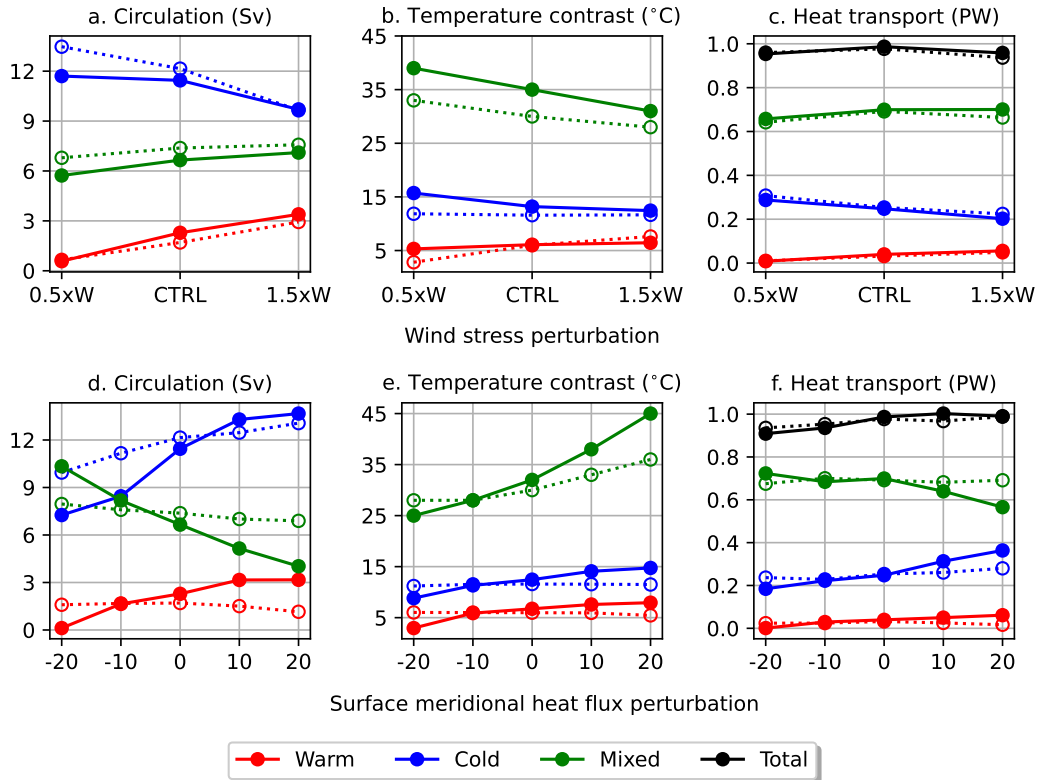 a. Circulation (Sv)
b. Temperature contrast (°C)
c. Heat transport (PW)
12
9
6
3
0
0.5xW CTRL 1.5xW
45
35
25
15
5
0.5xW CTRL 1.5xW
1.0
0.8
0.6
0.4
0.2
0.0
0.5xW CTRL 1.5xW
Wind stress perturbation
d. Circulation (Sv)
e. Temperature contrast (°C)
f. Heat transport (PW)
12
9
6
3
0
-20 -10 0 10 20
45
35
25
15
5
-20 -10 0 10 20
1.0
0.8
0.6
0.4
0.2
0.0
-20 -10 0 10 20
Surface meridional heat flux perturbation
Warm Cold Mixed Total